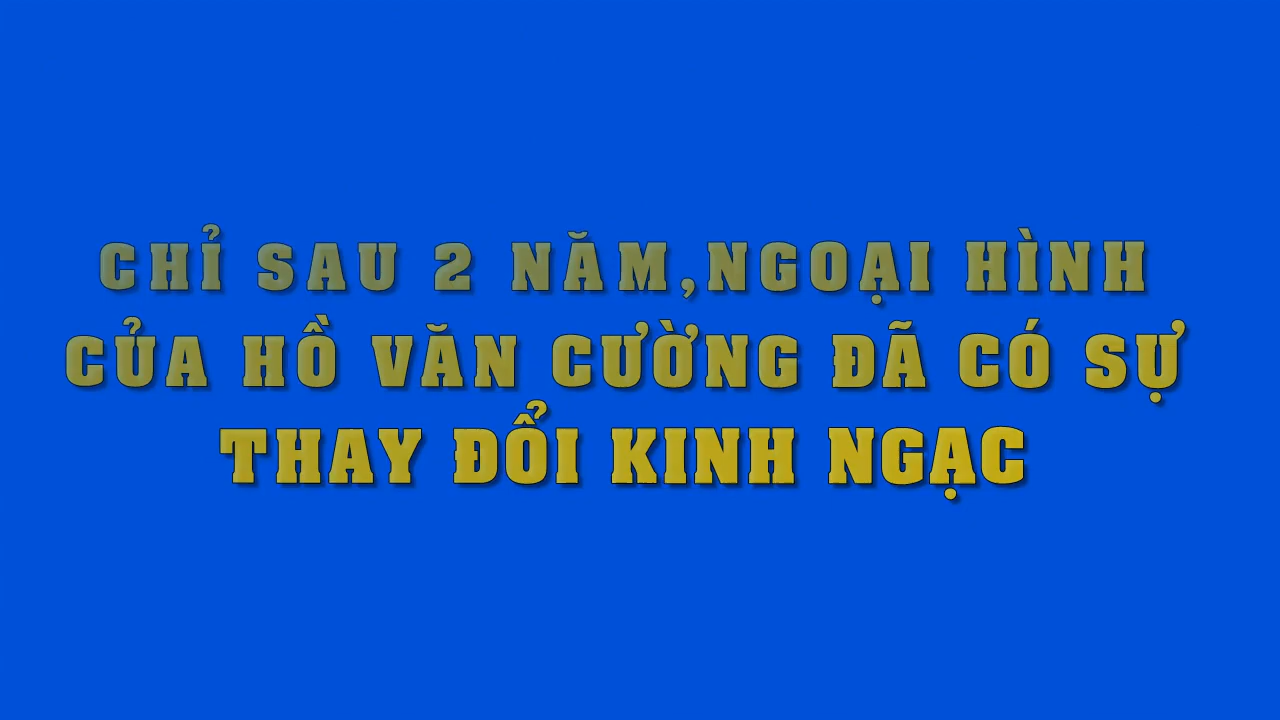 CHỈ SAU 2 NĂM,NGOẠI HÌNH
CỦA HỒ VĂN CƯỜNG ĐÃ CÓ SỰ
THAY ĐỔI KINH NGẠC